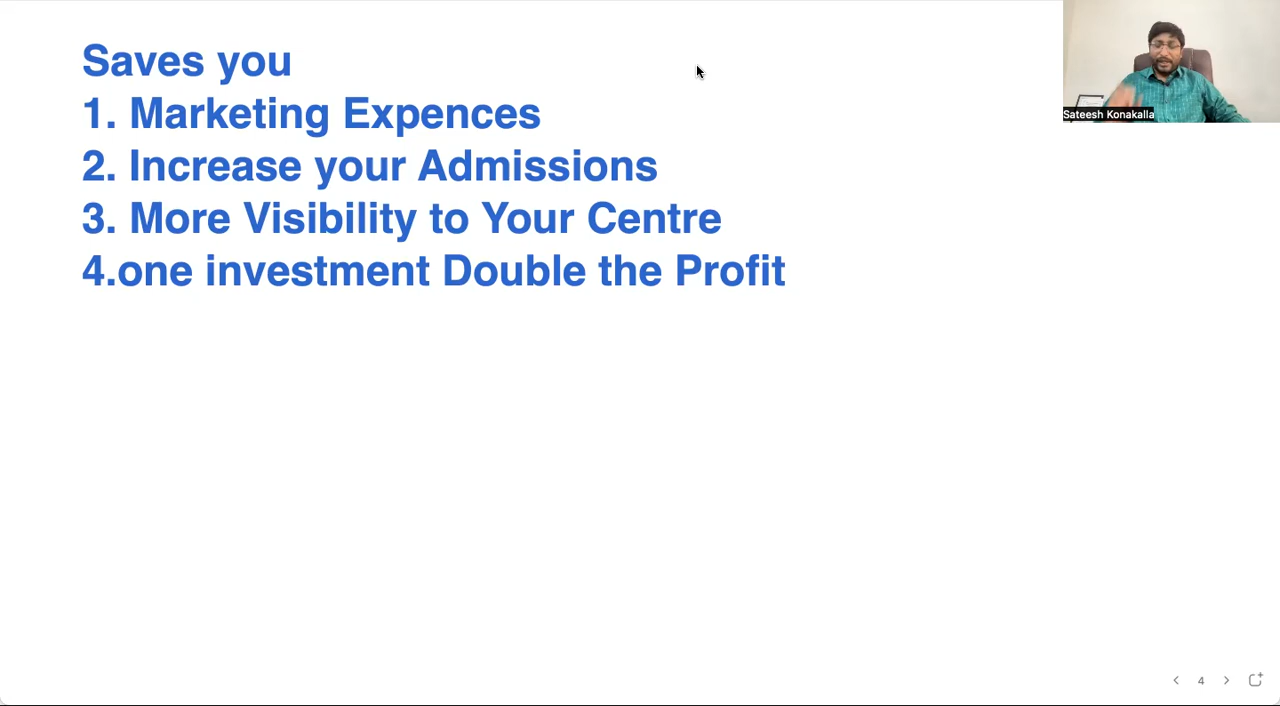 Saves you
1. Marketing Expences
2. Increase your Admissions
3. More Visibility to Your Centre
4.one investment Double the Profit
Sateesh Konakalla
4